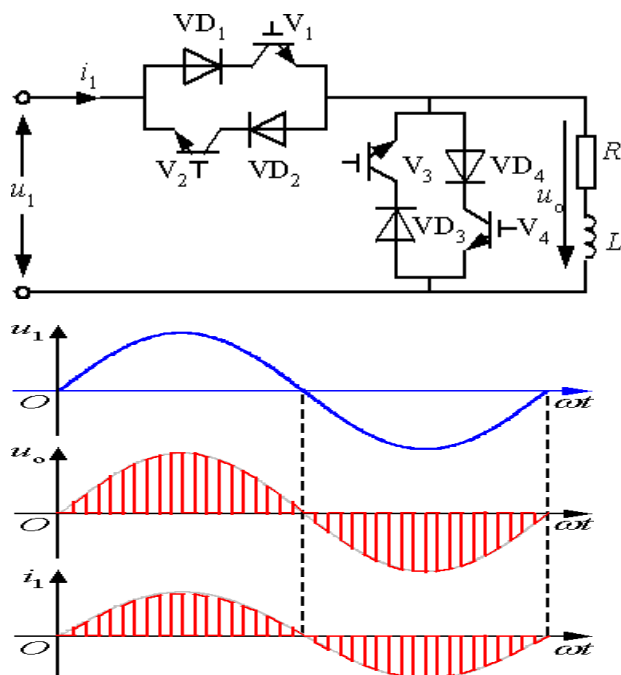 VD1 V1
i1
V2 VD2
u1
V3 VD4
R
uo
VD3 V4
L
u1
O ωt
uo
O ωt
i1
O ωt